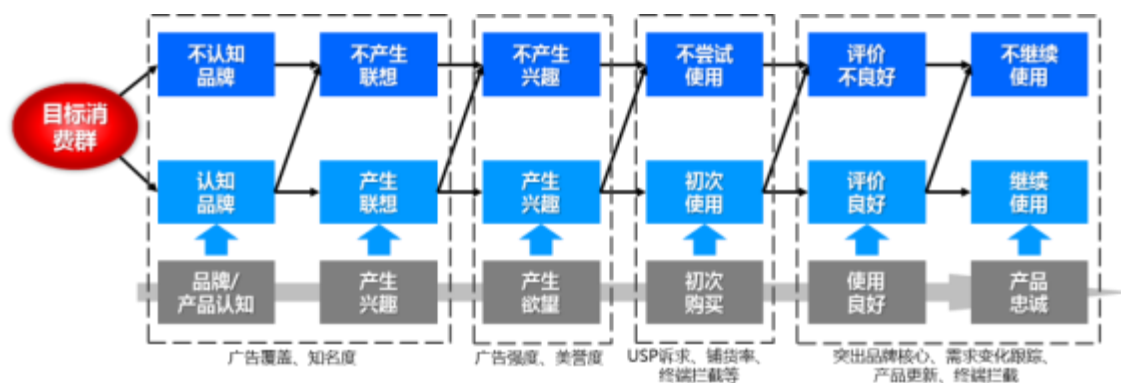 不认知
品牌
不产生
联想
不产生
兴趣
不尝试
使用
评价
不良好
不继续
使用
目标消
费群
认知
品牌
产生
联想
产生
兴趣
初次
使用
评价
良好
继续
使用
品牌/
产品认知
产生
兴趣
产生
欲望
初次
购买
使用
良好
产品
忠诚
广告覆盖、知名度
广告强度、美誉度
USP诉求、铺货率、
终端拦截等
突出品牌核心、需求变化跟踪、
产品更新、终端拦截